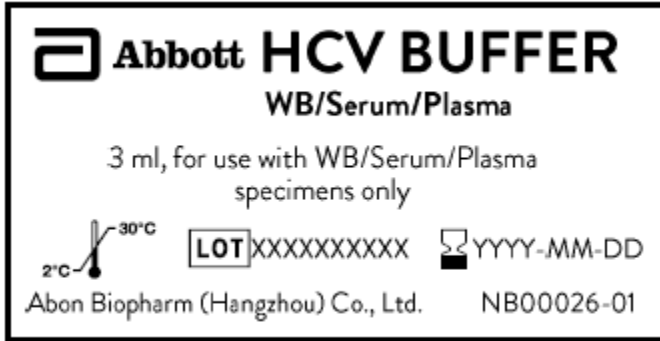 Abbott HCV BUFFER
WB/Serum/Plasma
3 ml, for use with WB/Serum/Plasma
specimens only
2°C 30°C LOT XXXXXXXXXX YYYY-MM-DD
Abon Biopharm (Hangzhou) Co., Ltd. NB00026-01